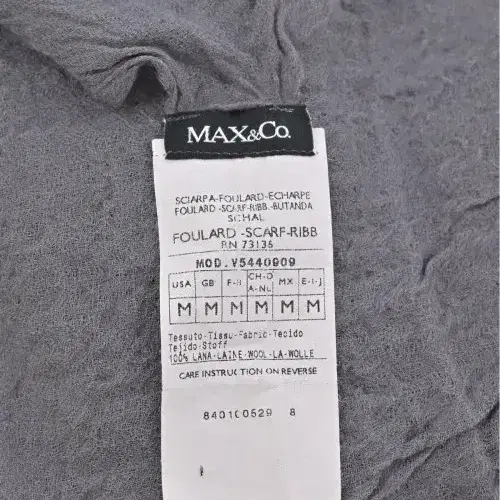 MAX&Co.
SCIARPA-FOULARD-ECHARPE
FOULARD -SCARF-RIBB.-BUTANDA
SCHAL
FOULARD -SCARF-RIBB
RN 73136
MOD. V5440909
USA GB F-B CH-D A-NL MX E-I-J
M M M M M M
Tessuto-Tissu-Fabric-Tecido
Tejido-Stoff
100% LANA-LAINE-WOOL-LA-WOLLE
CARE INSTRUCTION ON REVERSE
840100529 8